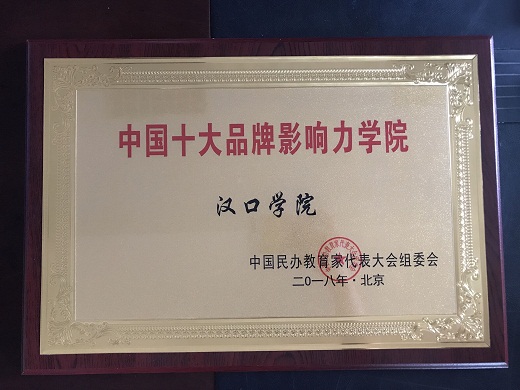 中国十大品牌影响力学院
汉口学院
中国民办教育家代表大会组委会
二〇一八年·北京